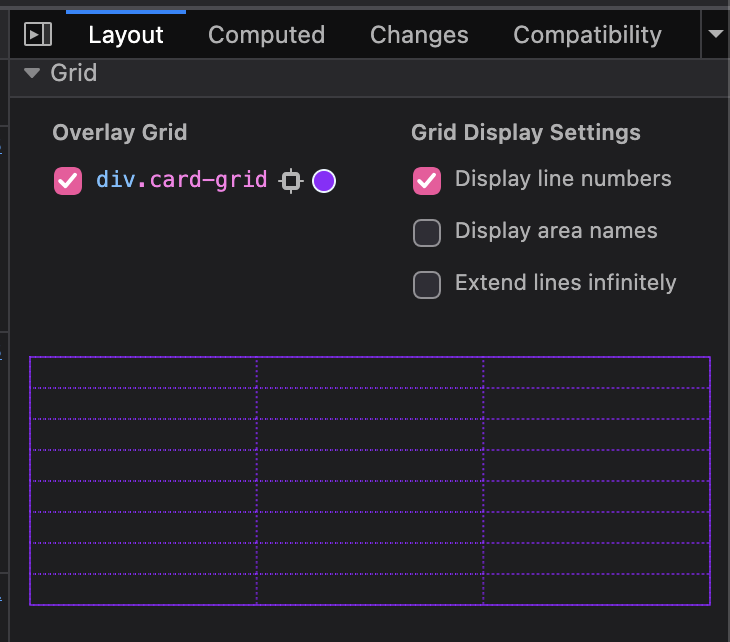 Layout Computed Changes Compatibility
Grid
Overlay Grid
div.card-grid
Grid Display Settings
Display line numbers
Display area names
Extend lines infinitely